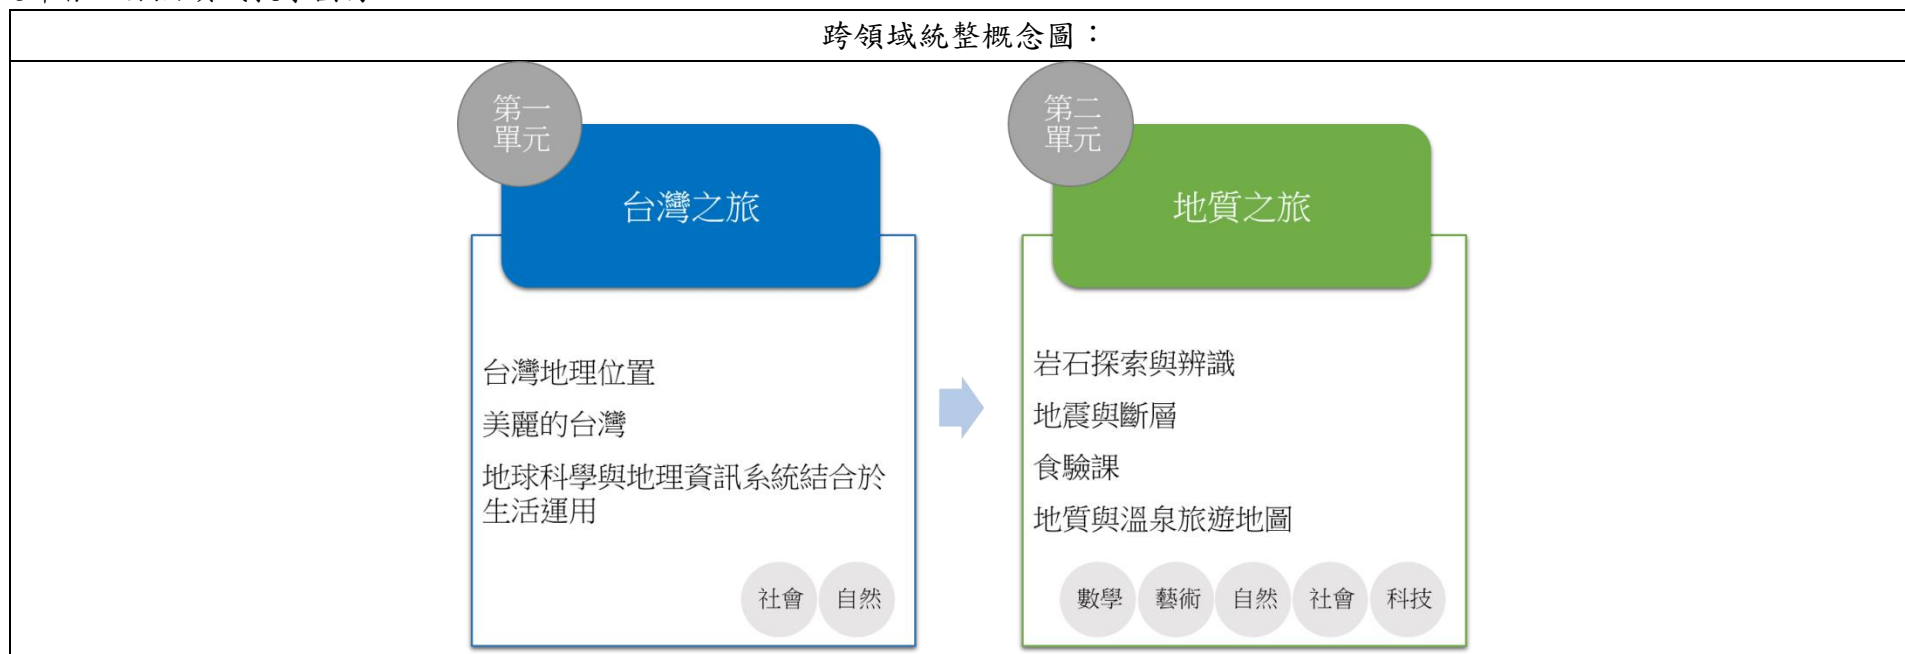 跨領域統整概念圖：
第一
單元
台灣之旅
台灣地理位置
美麗的台灣
地球科學與地理資訊系統結合於
生活運用
社會 自然
第二
單元
地質之旅
岩石探索與辨識
地震與斷層
食驗課
地質與溫泉旅遊地圖
數學 藝術 自然 社會 科技